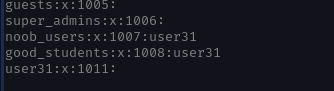 guests:x:1005:
super_admins:x:1006:
noob_users:x:1007:user31
good_students:x:1008:user31
user31:x:1011: